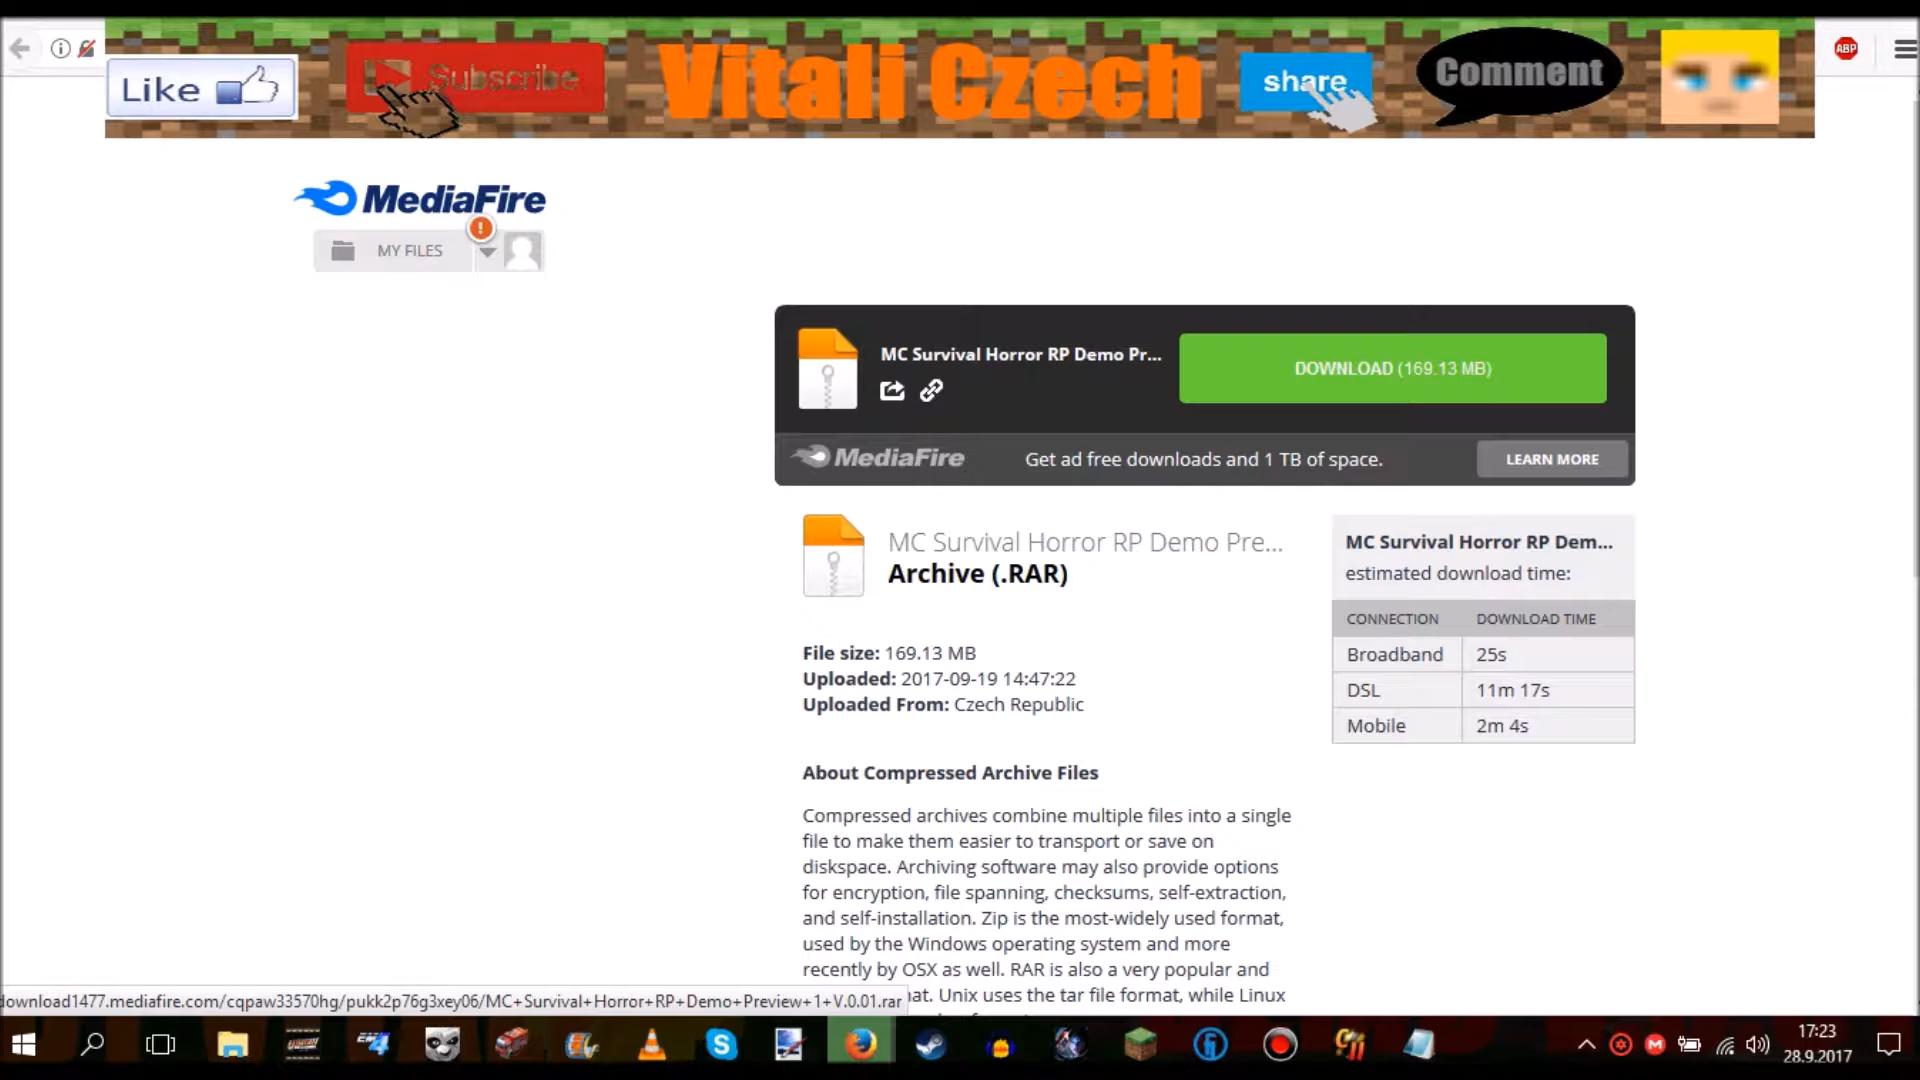 Like
Subscribe
Vitali Czech
share
Comment
ABP
MediaFire
!
MY FILES
MC Survival Horror RP Demo Pr...
DOWNLOAD (169.13 MB)
MediaFire
Get ad free downloads and 1 TB of space.
LEARN MORE
MC Survival Horror RP Demo Pre...
Archive (.RAR)
MC Survival Horror RP Dem...
estimated download time:
CONNECTION DOWNLOAD TIME
Broadband 25s
DSL 11m 17s
Mobile 2m 4s
File size: 169.13 MB
Uploaded: 2017-09-19 14:47:22
Uploaded From: Czech Republic
About Compressed Archive Files
Compressed archives combine multiple files into a single
file to make them easier to transport or save on
diskspace. Archiving software may also provide options
for encryption, file spanning, checksums, self-extraction,
and self-installation. Zip is the most-widely used format,
used by the Windows operating system and more
recently by OSX as well. RAR is also a very popular and
at. Unix uses the tar file format, while Linux
download1477.mediafire.com/cqpaw33570hg/pukk2p76g3xey06/MC+Survival+Horror+RP+Demo+Preview+1+V.0.01.rar
17:23
28.9.2017